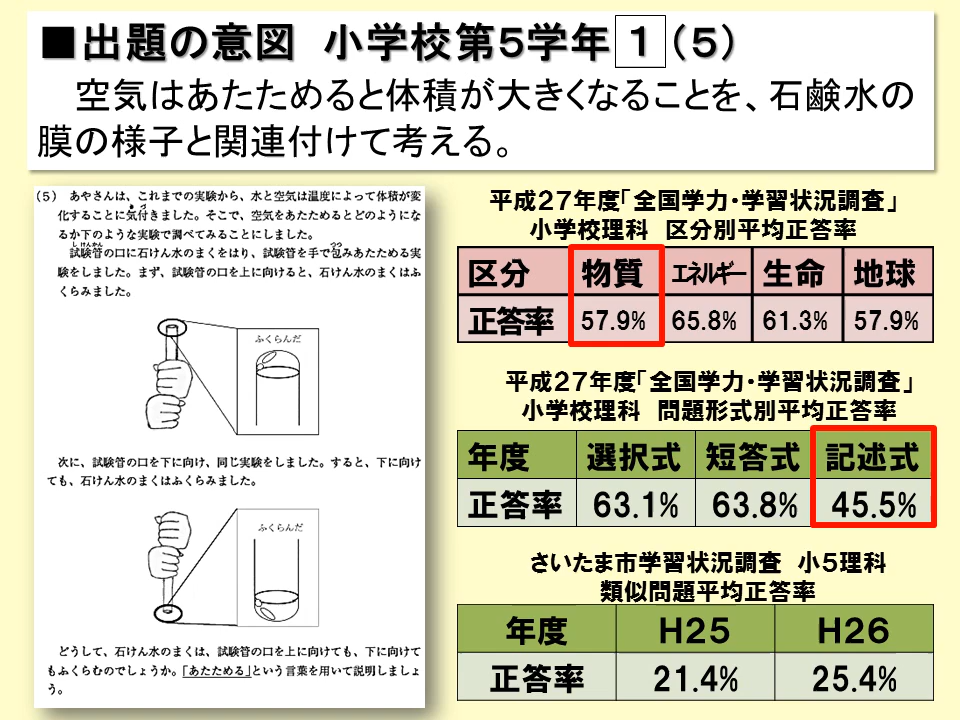 ■出題の意図　小学校第５学年 １ （５）
　空気はあたためると体積が大きくなることを、石鹸水の
膜の様子と関連付けて考える。
（５）　あやさんは、これまでの実験から、水と空気は温度によって体積が変
化することに気付きました。そこで、空気をあたためるとどのようにな
るか下のような実験で調べてみることにしました。
試験管の口に石けん水のまくをはり、試験管を手で包みあたためる実
験をしました。まず、試験管の口を上に向けると、石けん水のまくはふ
くらみました。
ふくらんだ
次に、試験管の口を下に向け、同じ実験をしました。すると、下に向け
ても、石けん水のまくはふくらみました。
ふくらんだ
どうして、石けん水のまくは、試験管の口を上に向けても、下に向けて
もふくらむのでしょうか。「あたためる」という言葉を用いて説明しましょ
う。
平成２７年度「全国学力・学習状況調査」
小学校理科　区分別平均正答率
区分 物質 エネルギー 生命 地球
正答率 57.9% 65.8% 61.3% 57.9%
平成２７年度「全国学力・学習状況調査」
小学校理科　問題形式別平均正答率
年度 選択式 短答式 記述式
正答率 63.1% 63.8% 45.5%
さいたま市学習状況調査　小５理科
類似問題平均正答率
年度 H２５ H２６
正答率 21.4% 25.4%